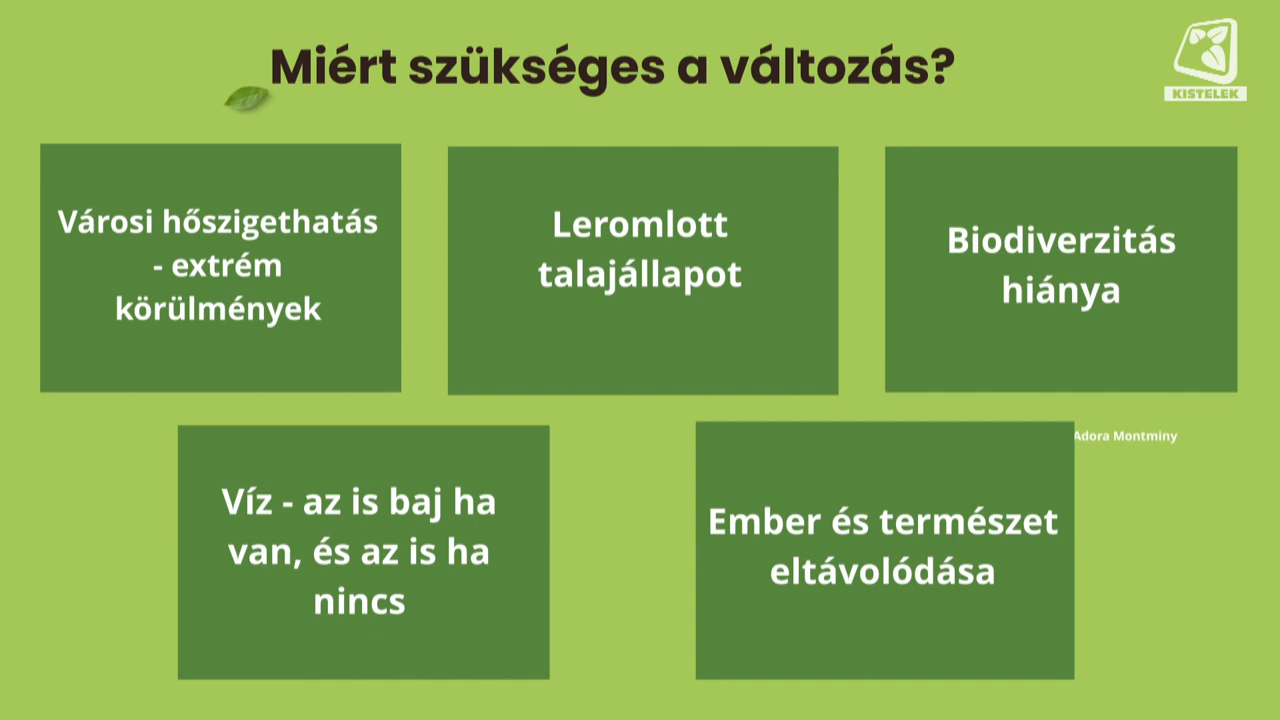 Miért szükséges a változás?
KISTELEK
Városi hőszigethatás
- extrém
körülmények
Leromlott
talajállapot
Biodiverzitás
hiánya
Adora Montminy
Víz - az is baj ha
van, és az is ha
nincs
Ember és természet
eltávolódása